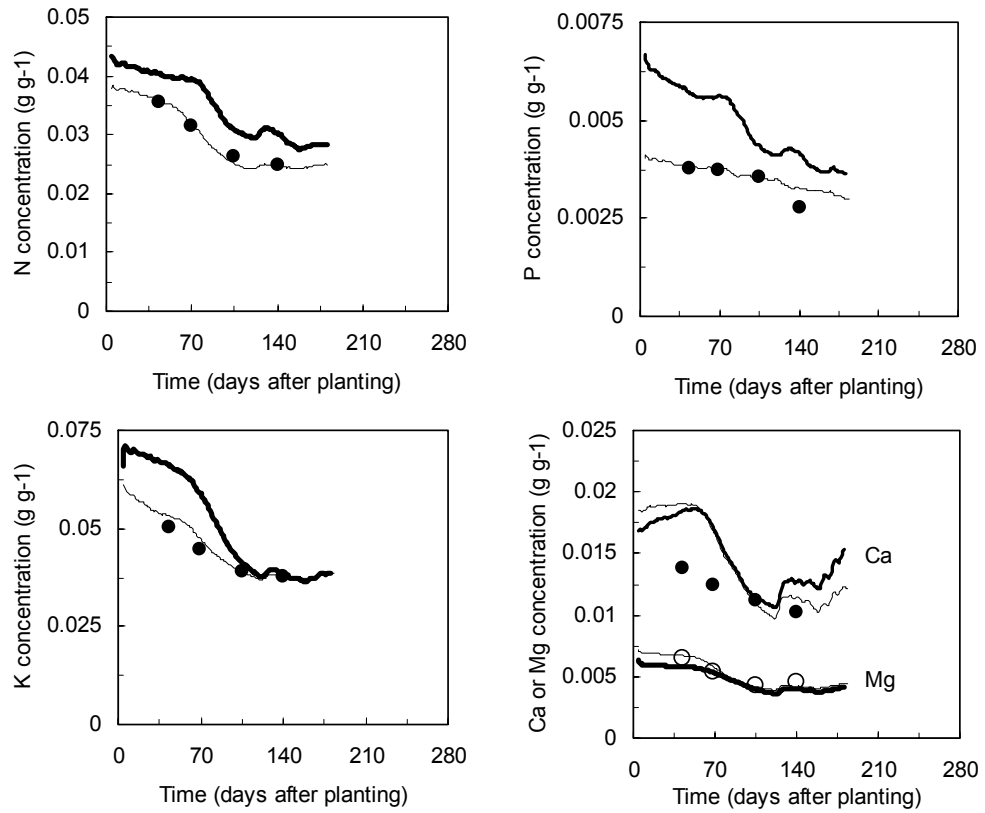 0.05
0.04
0.03
0.02
0.01
0
0 70 140 210 280
N concentration (g g-1)
Time (days after planting)
0.0075
0.005
0.0025
0
0 70 140 210 280
P concentration (g g-1)
Time (days after planting)
0.075
0.05
0.025
0
0 70 140 210 280
K concentration (g g-1)
Time (days after planting)
0.025
0.02
0.015
0.01
0.005
0
0 70 140 210 280
Ca or Mg concentration (g g-1)
Ca
Mg
Time (days after planting)